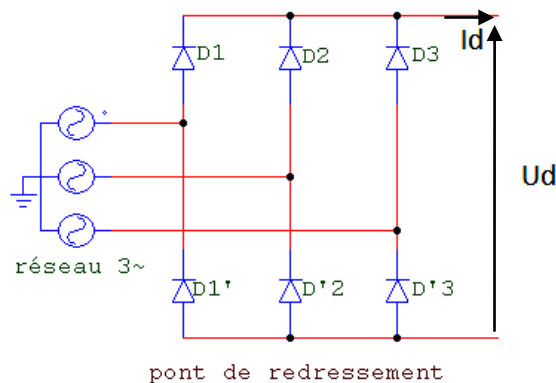 D1
D2
D3
Id
Ud
réseau 3~
D1'
D'2
D'3
pont de redressement